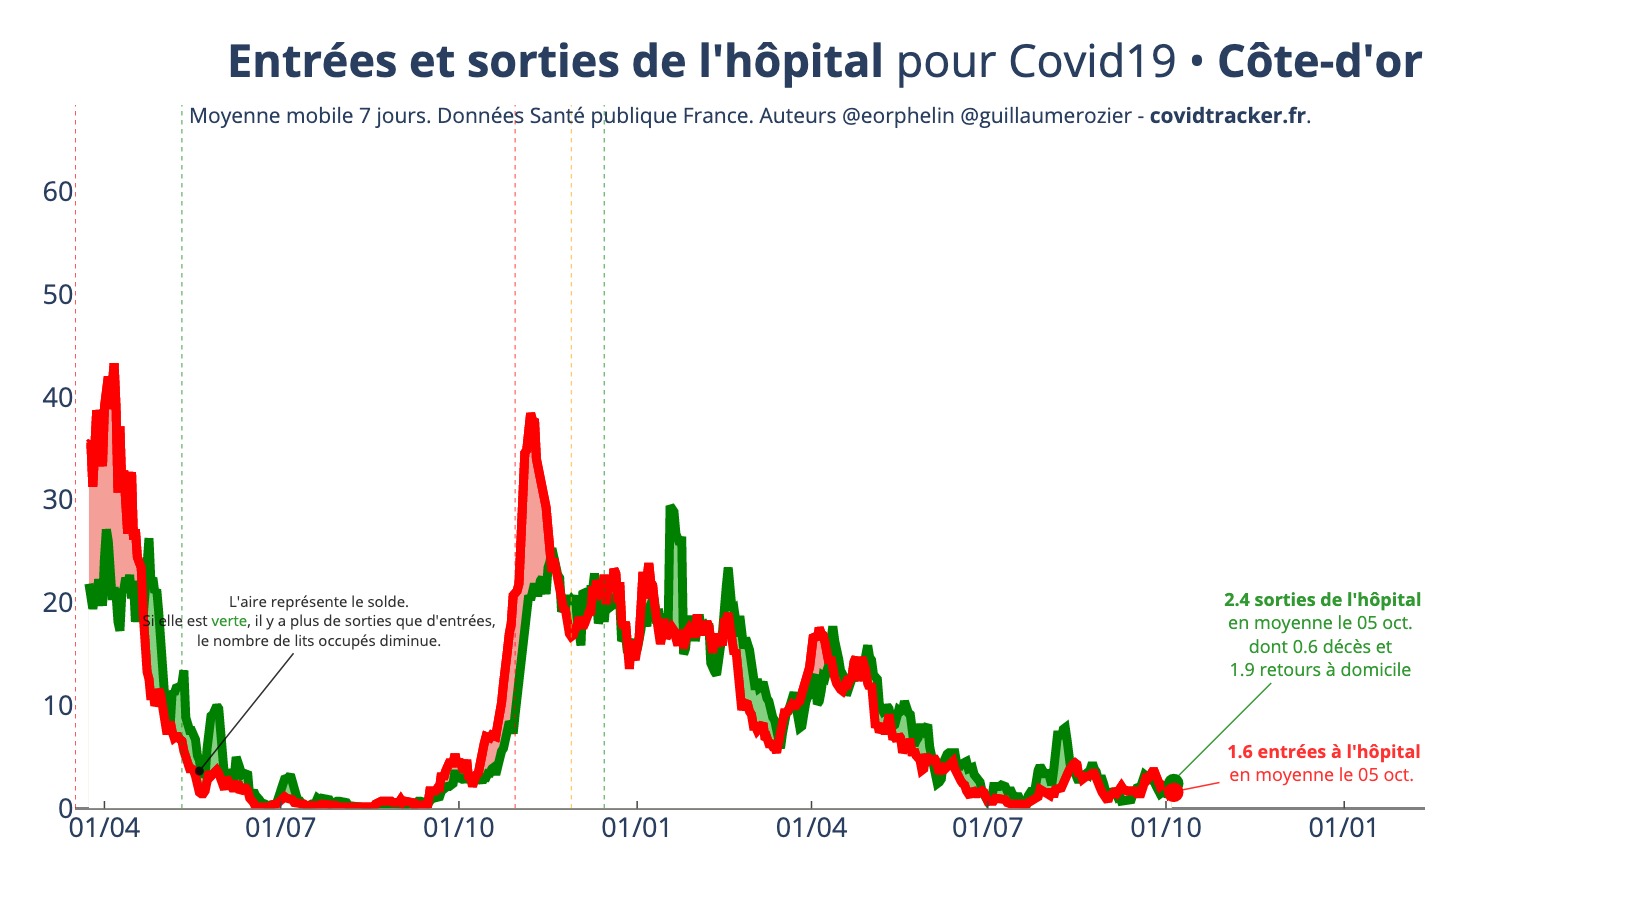 Entrées et sorties de l'hôpital pour Covid19 • Côte-d'or
Moyenne mobile 7 jours. Données Santé publique France. Auteurs @eorphelin @guillaumerozier - covidtracker.fr.
60
50
40
30
20
10
0
L'aire représente le solde.
Si elle est verte, il y a plus de sorties que d'entrées,
le nombre de lits occupés diminue.
2.4 sorties de l'hôpital
en moyenne le 05 oct.
dont 0.6 décès et
1.9 retours à domicile
1.6 entrées à l'hôpital
en moyenne le 05 oct.
01/04
01/07
01/10
01/01
01/04
01/07
01/10
01/01